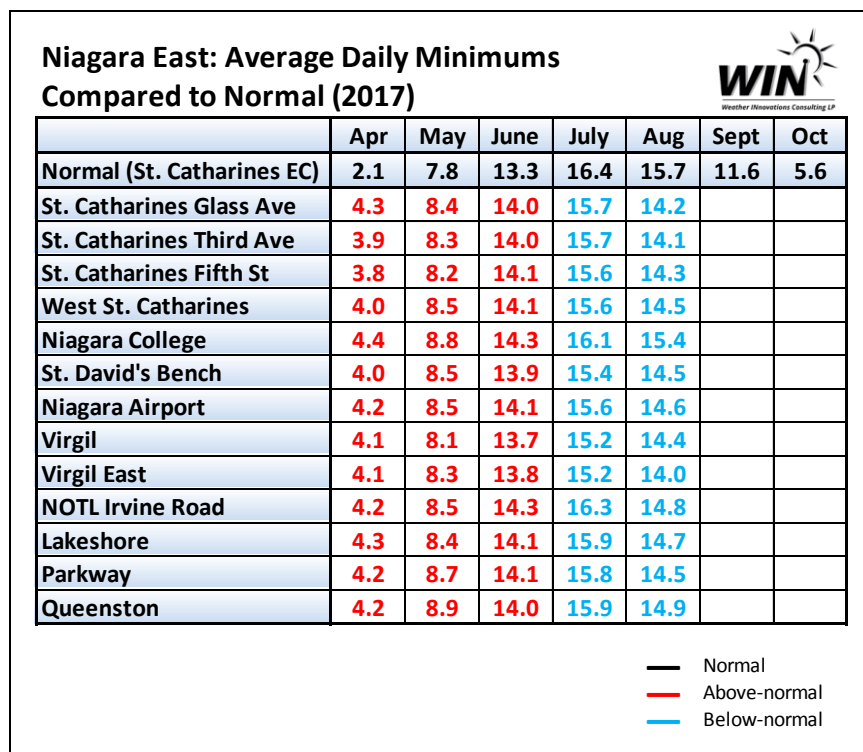 Niagara East: Average Daily Minimums
Compared to Normal (2017)
WIN
Weather INnovations Consulting LP
Apr May June July Aug Sept Oct
Normal (St. Catharines EC) 2.1 7.8 13.3 16.4 15.7 11.6 5.6
St. Catharines Glass Ave 4.3 8.4 14.0 15.7 14.2
St. Catharines Third Ave 3.9 8.3 14.0 15.7 14.1
St. Catharines Fifth St 3.8 8.2 14.1 15.6 14.3
West St. Catharines 4.0 8.5 14.1 15.6 14.5
Niagara College 4.4 8.8 14.3 16.1 15.4
St. David's Bench 4.0 8.5 13.9 15.4 14.5
Niagara Airport 4.2 8.5 14.1 15.6 14.6
Virgil 4.1 8.1 13.7 15.2 14.4
Virgil East 4.1 8.3 13.8 15.2 14.0
NOTL Irvine Road 4.2 8.5 14.3 16.3 14.8
Lakeshore 4.3 8.4 14.1 15.9 14.7
Parkway 4.2 8.7 14.1 15.8 14.5
Queenston 4.2 8.9 14.0 15.9 14.9
Normal
Above-normal
Below-normal